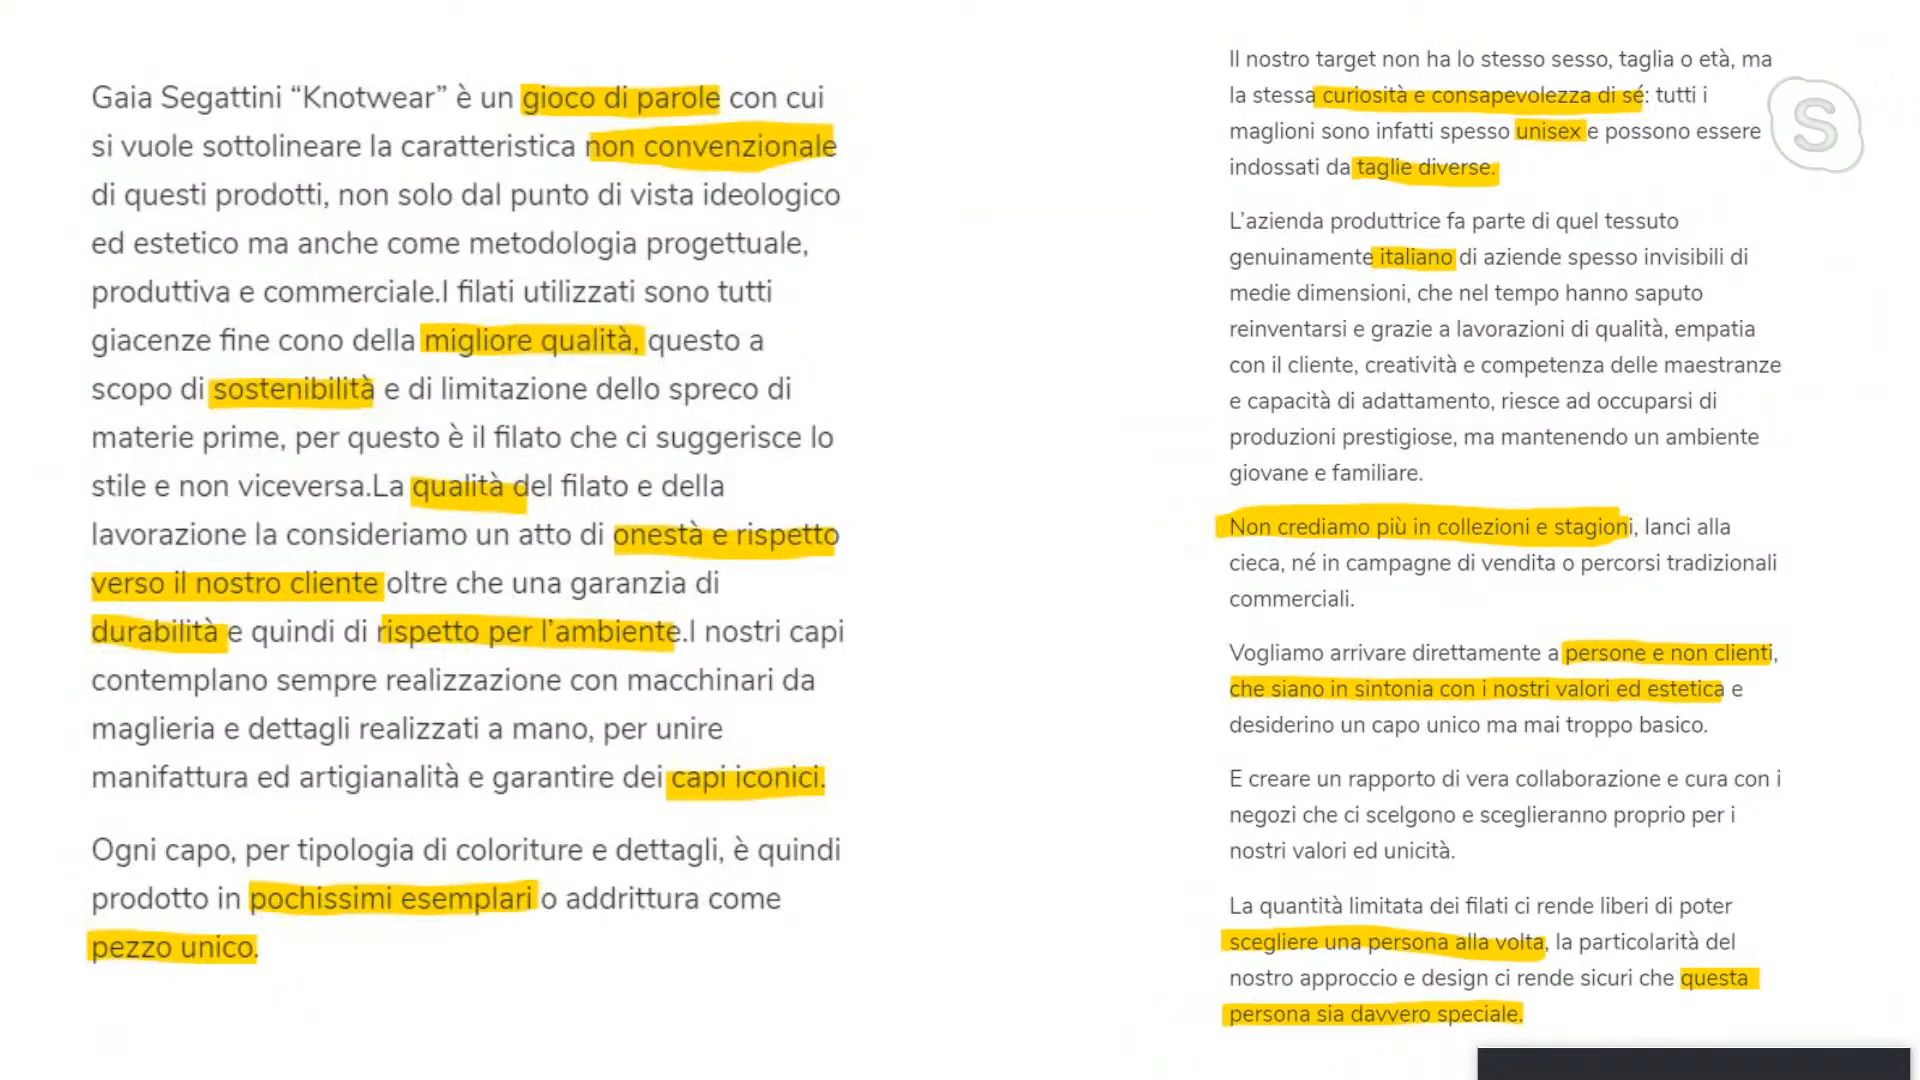 Gaia Segattini “Knotwear” è un gioco di parole con cui
si vuole sottolineare la caratteristica non convenzionale
di questi prodotti, non solo dal punto di vista ideologico
ed estetico ma anche come metodologia progettuale,
produttiva e commerciale.I filati utilizzati sono tutti
giacenze fine cono della migliore qualità, questo a
scopo di sostenibilità e di limitazione dello spreco di
materie prime, per questo è il filato che ci suggerisce lo
stile e non viceversa.La qualità del filato e della
lavorazione la consideriamo un atto di onestà e rispetto
verso il nostro cliente oltre che una garanzia di
durabilità e quindi di rispetto per l’ambiente.I nostri capi
contemplano sempre realizzazione con macchinari da
maglieria e dettagli realizzati a mano, per unire
manifattura ed artigianalità e garantire dei capi iconici.
Ogni capo, per tipologia di coloriture e dettagli, è quindi
prodotto in pochissimi esemplari o addrittura come
pezzo unico.
Il nostro target non ha lo stesso sesso, taglia o età, ma
la stessa curiosità e consapevolezza di sé: tutti i
maglioni sono infatti spesso unisex e possono essere
indossati da taglie diverse.
L’azienda produttrice fa parte di quel tessuto
genuinamente italiano di aziende spesso invisibili di
medie dimensioni, che nel tempo hanno saputo
reinventarsi e grazie a lavorazioni di qualità, empatia
con il cliente, creatività e competenza delle maestranze
e capacità di adattamento, riesce ad occuparsi di
produzioni prestigiose, ma mantenendo un ambiente
giovane e familiare.
Non crediamo più in collezioni e stagioni, lanci alla
cieca, né in campagne di vendita o percorsi tradizionali
commerciali.
Vogliamo arrivare direttamente a persone e non clienti,
che siano in sintonia con i nostri valori ed estetica e
desiderino un capo unico ma mai troppo basico.
E creare un rapporto di vera collaborazione e cura con i
negozi che ci scelgono e sceglieranno proprio per i
nostri valori ed unicità.
La quantità limitata dei filati ci rende liberi di poter
scegliere una persona alla volta, la particolarità del
nostro approccio e design ci rende sicuri che questa
persona sia davvero speciale.
S